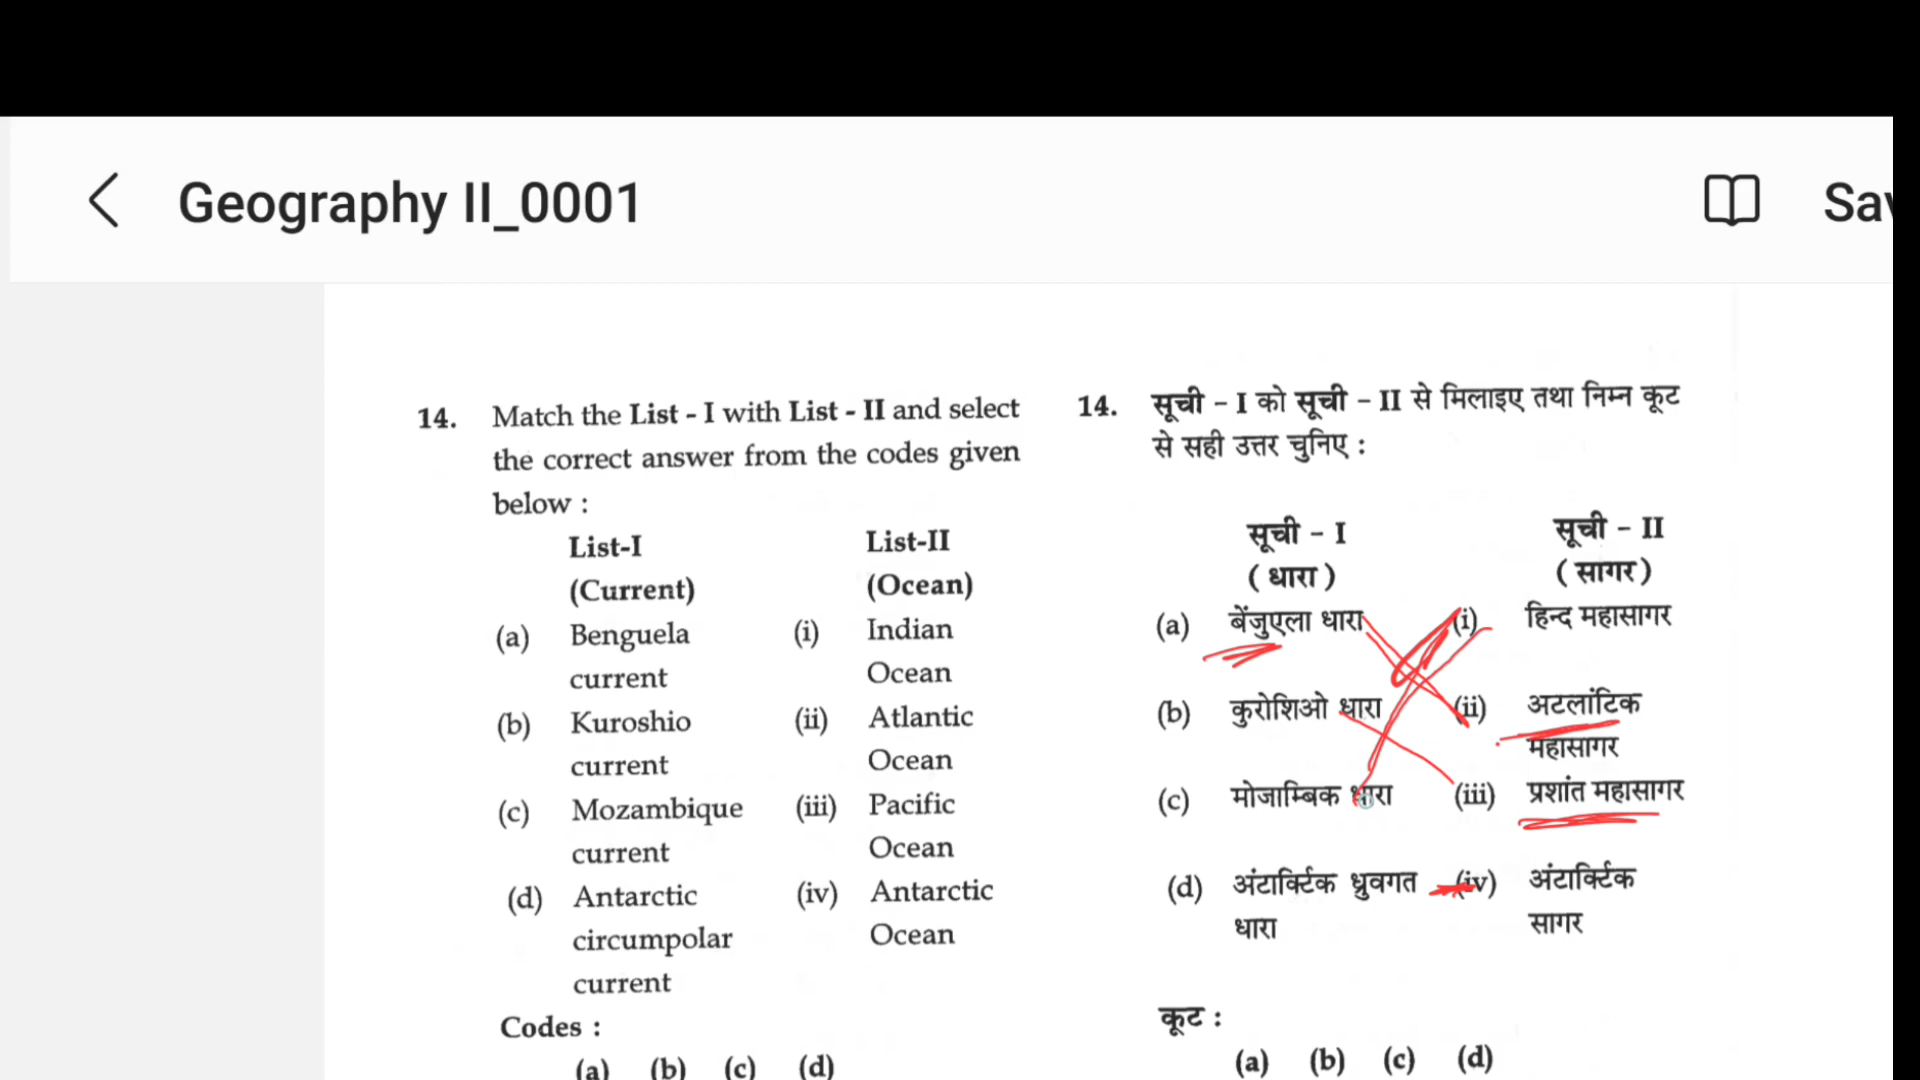 Geography II_0001
Sav
14. Match the List - I with List - II and select
the correct answer from the codes given
below :
List-I List-II
(Current) (Ocean)
(a) Benguela (i) Indian
current Ocean
(b) Kuroshio (ii) Atlantic
current Ocean
(c) Mozambique (iii) Pacific
current Ocean
(d) Antarctic (iv) Antarctic
circumpolar Ocean
current
Codes :
(a) (b) (c) (d)
14. सूची - I को सूची - II से मिलाइए तथा निम्न कूट
से सही उत्तर चुनिए :
सूची - I सूची - II
( धारा ) ( सागर )
(a) बेंजुएला धारा (i) हिन्द महासागर
(b) कुरोशिओ धारा (ii) अटलांटिक
महासागर
(c) मोजाम्बिक धारा (iii) प्रशांत महासागर
(d) अंटार्क्टिक ध्रुवगत (iv) अंटार्क्टिक
धारा सागर
कूट :
(a) (b) (c) (d)